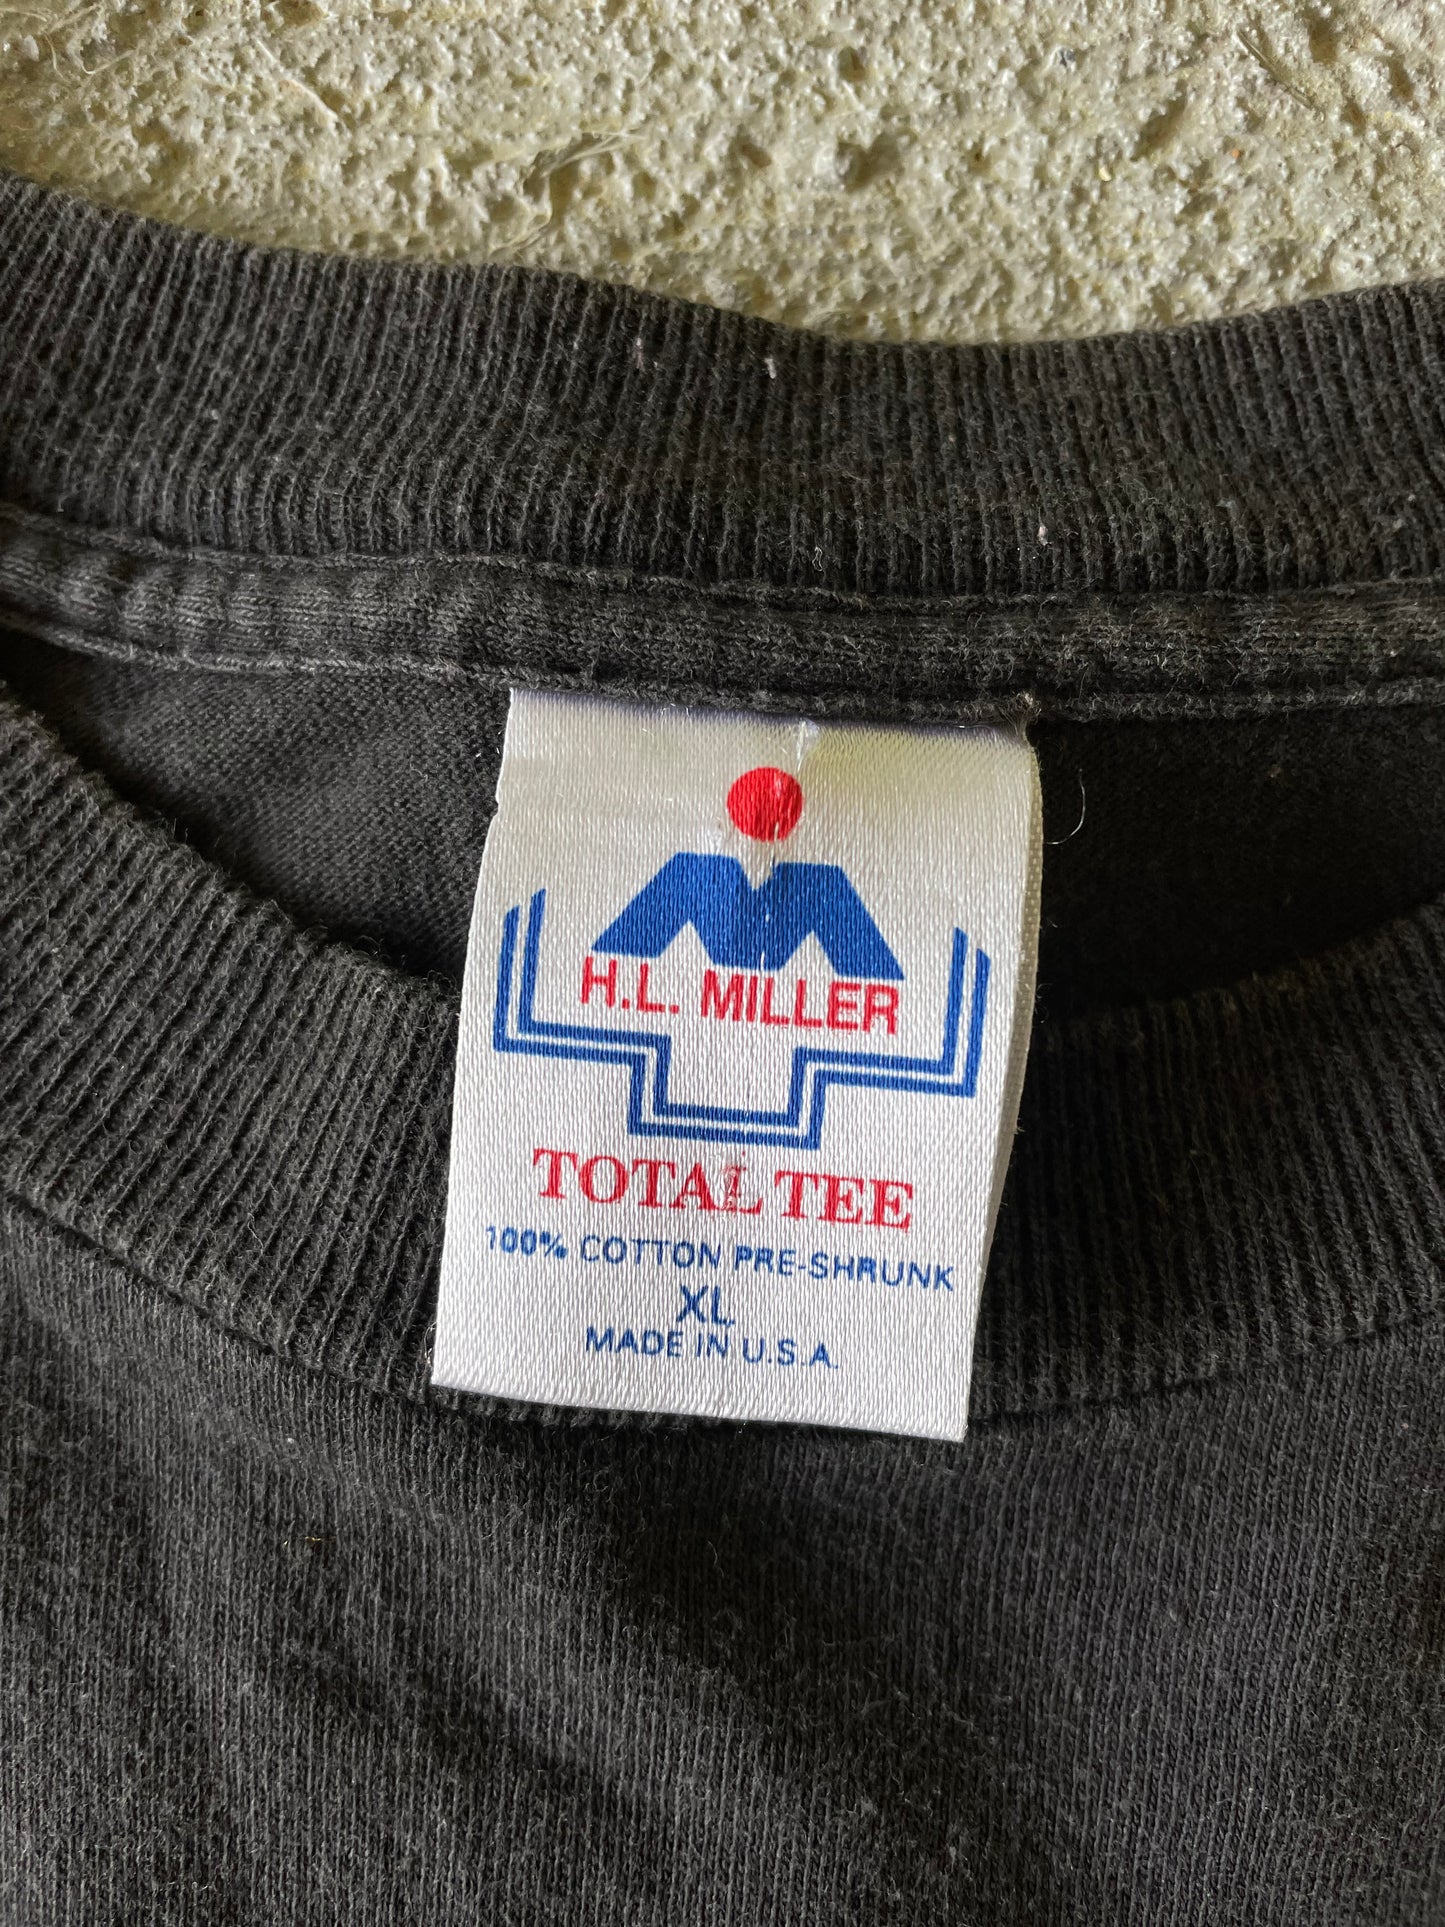 H.L. MILLER
TOTAL TEE
100% COTTON PRE-SHRUNK
XL
MADE IN U.S.A.